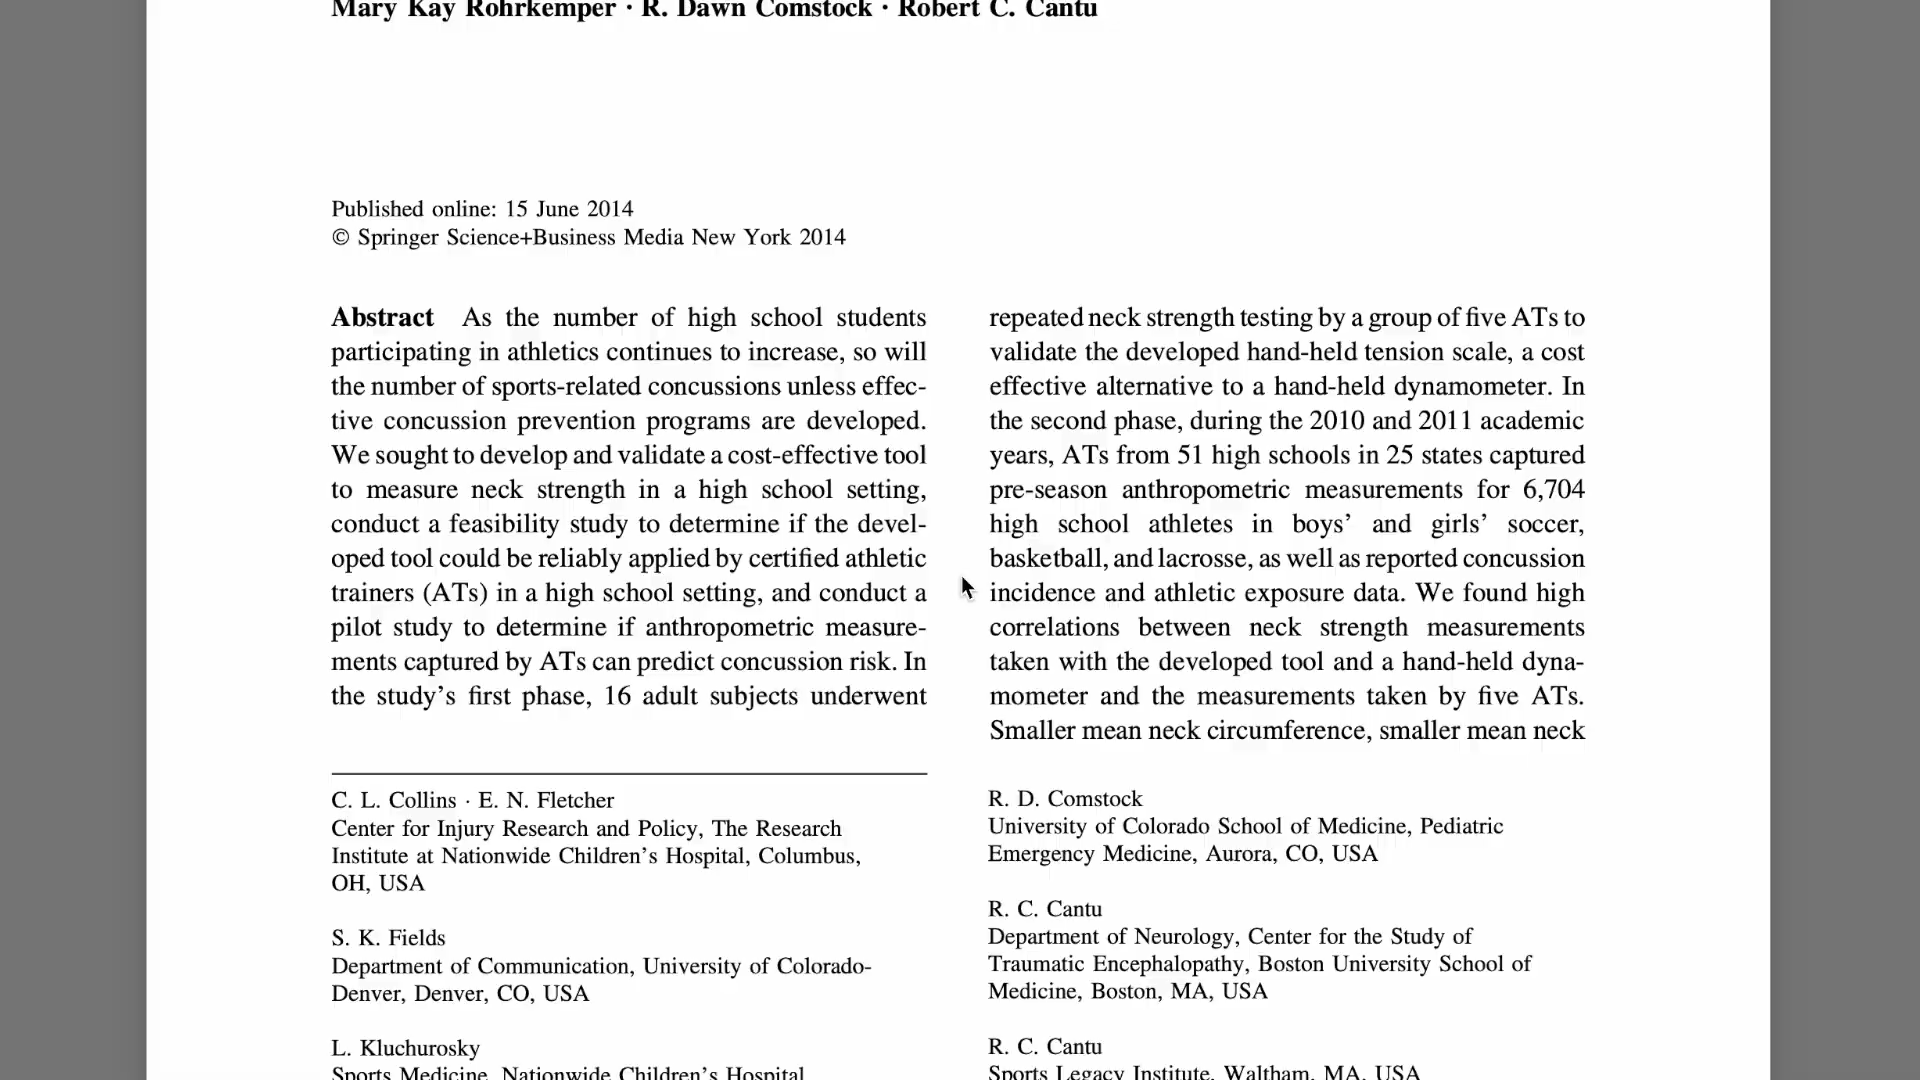 Mary Kay Rohrkemper · R. Dawn Comstock · Robert C. Cantu
Published online: 15 June 2014
© Springer Science+Business Media New York 2014
Abstract As the number of high school students
participating in athletics continues to increase, so will
the number of sports-related concussions unless effec-
tive concussion prevention programs are developed.
We sought to develop and validate a cost-effective tool
to measure neck strength in a high school setting,
conduct a feasibility study to determine if the devel-
oped tool could be reliably applied by certified athletic
trainers (ATs) in a high school setting, and conduct a
pilot study to determine if anthropometric measure-
ments captured by ATs can predict concussion risk. In
the study's first phase, 16 adult subjects underwent
repeated neck strength testing by a group of five ATs to
validate the developed hand-held tension scale, a cost
effective alternative to a hand-held dynamometer. In
the second phase, during the 2010 and 2011 academic
years, ATs from 51 high schools in 25 states captured
pre-season anthropometric measurements for 6,704
high school athletes in boys' and girls' soccer,
basketball, and lacrosse, as well as reported concussion
incidence and athletic exposure data. We found high
correlations between neck strength measurements
taken with the developed tool and a hand-held dyna-
mometer and the measurements taken by five ATs.
Smaller mean neck circumference, smaller mean neck
C. L. Collins · E. N. Fletcher
Center for Injury Research and Policy, The Research
Institute at Nationwide Children's Hospital, Columbus,
OH, USA
S. K. Fields
Department of Communication, University of Colorado-
Denver, Denver, CO, USA
L. Kluchurosky
Sports Medicine, Nationwide Children's Hospital
R. D. Comstock
University of Colorado School of Medicine, Pediatric
Emergency Medicine, Aurora, CO, USA
R. C. Cantu
Department of Neurology, Center for the Study of
Traumatic Encephalopathy, Boston University School of
Medicine, Boston, MA, USA
R. C. Cantu
Sports Legacy Institute, Waltham, MA, USA